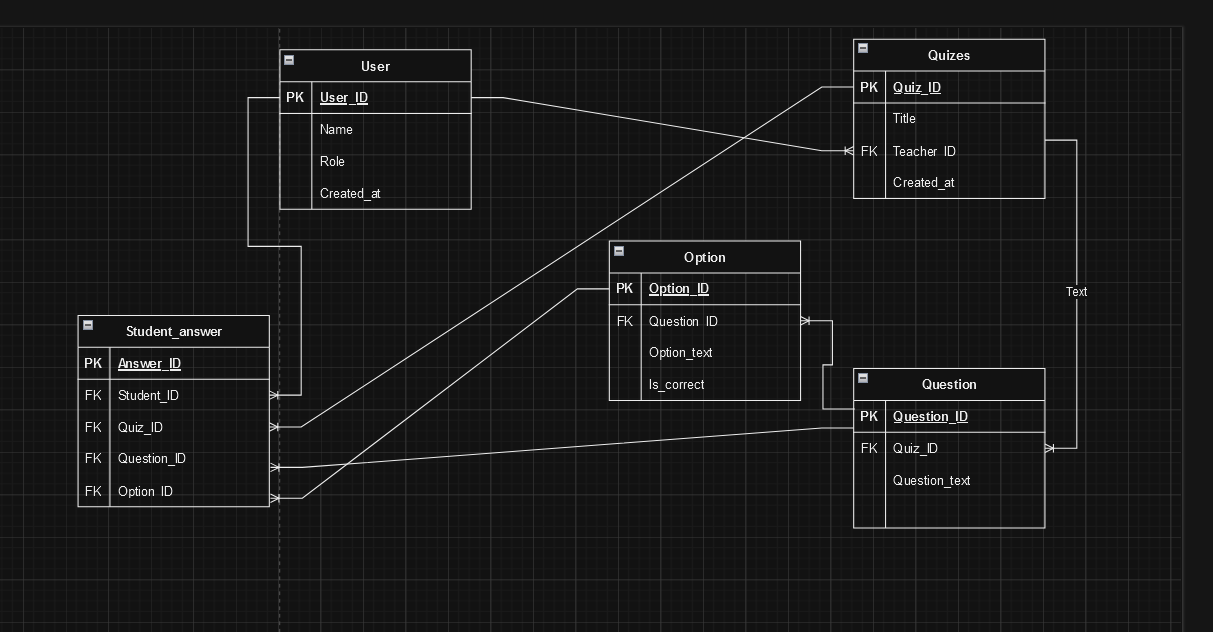 User
PK User_ID
Name
Role
Created_at
Quizes
PK Quiz_ID
Title
FK Teacher_ID
Created_at
Option
PK Option_ID
FK Question_ID
Option_text
Is_correct
Text
Student_answer
PK Answer_ID
FK Student_ID
FK Quiz_ID
FK Question_ID
FK Option_ID
Question
PK Question_ID
FK Quiz_ID
Question_text